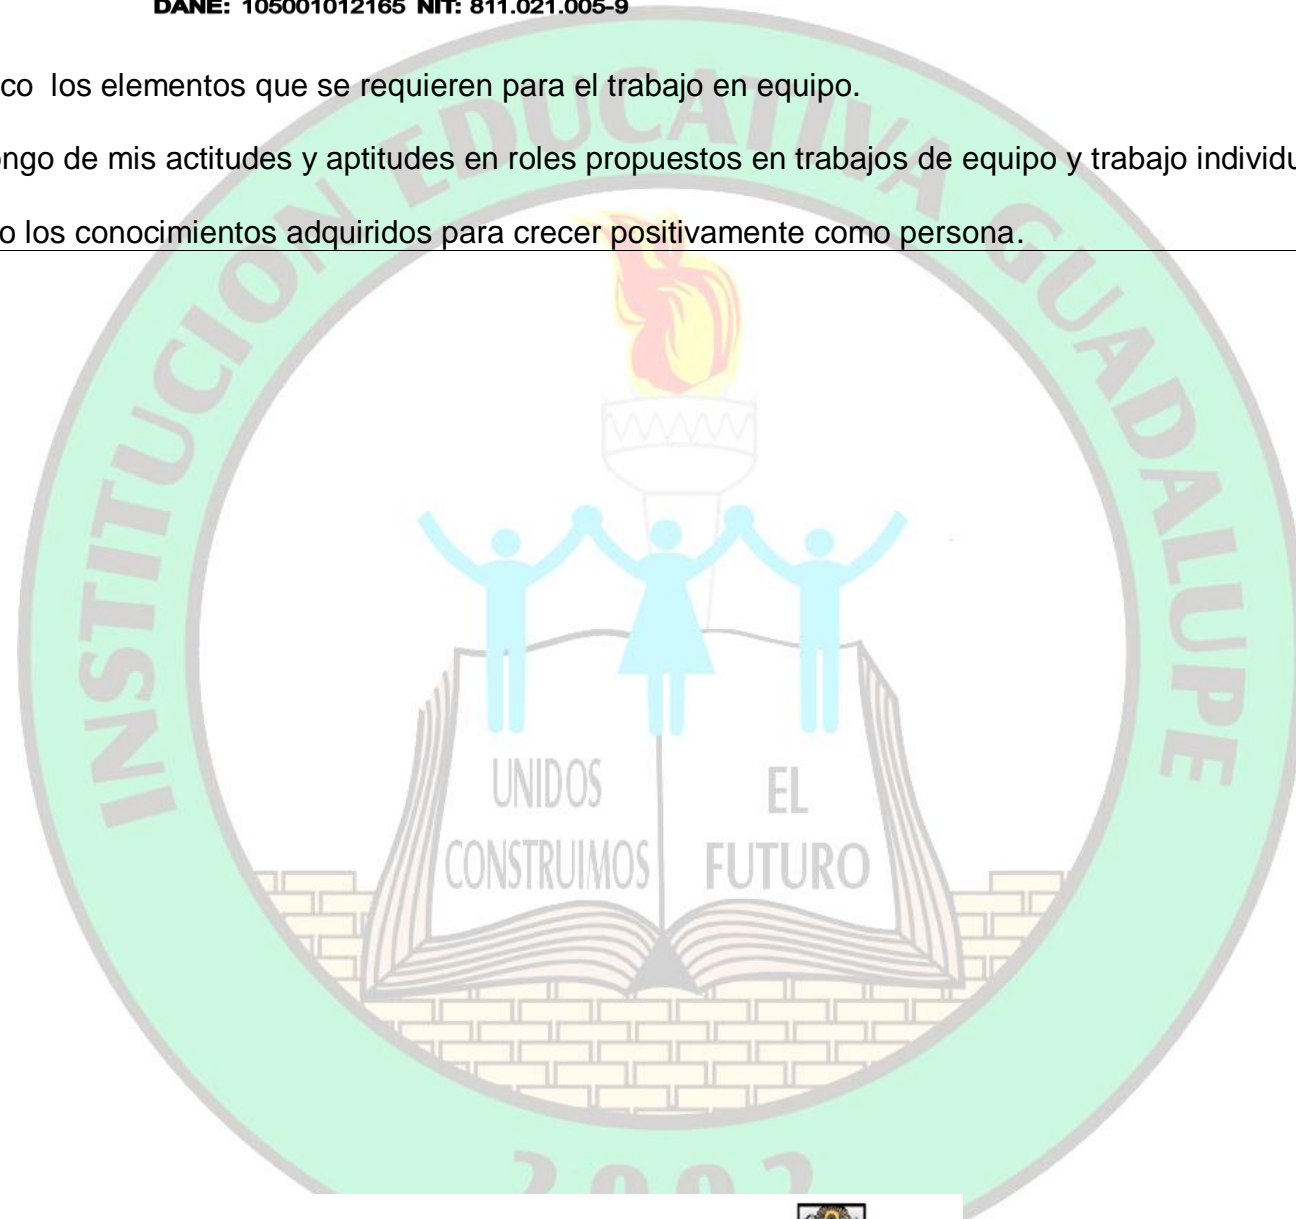 DANE: 105001012165 NIT: 811.021.005-9
co los elementos que se requieren para el trabajo en equipo.
ongo de mis actitudes y aptitudes en roles propuestos en trabajos de equipo y trabajo individu
o los conocimientos adquiridos para crecer positivamente como persona.
INSTITUCION EDUCATIVA GUADALUPE
UNIDOS
CONSTRUIMOS
EL
FUTURO
2002